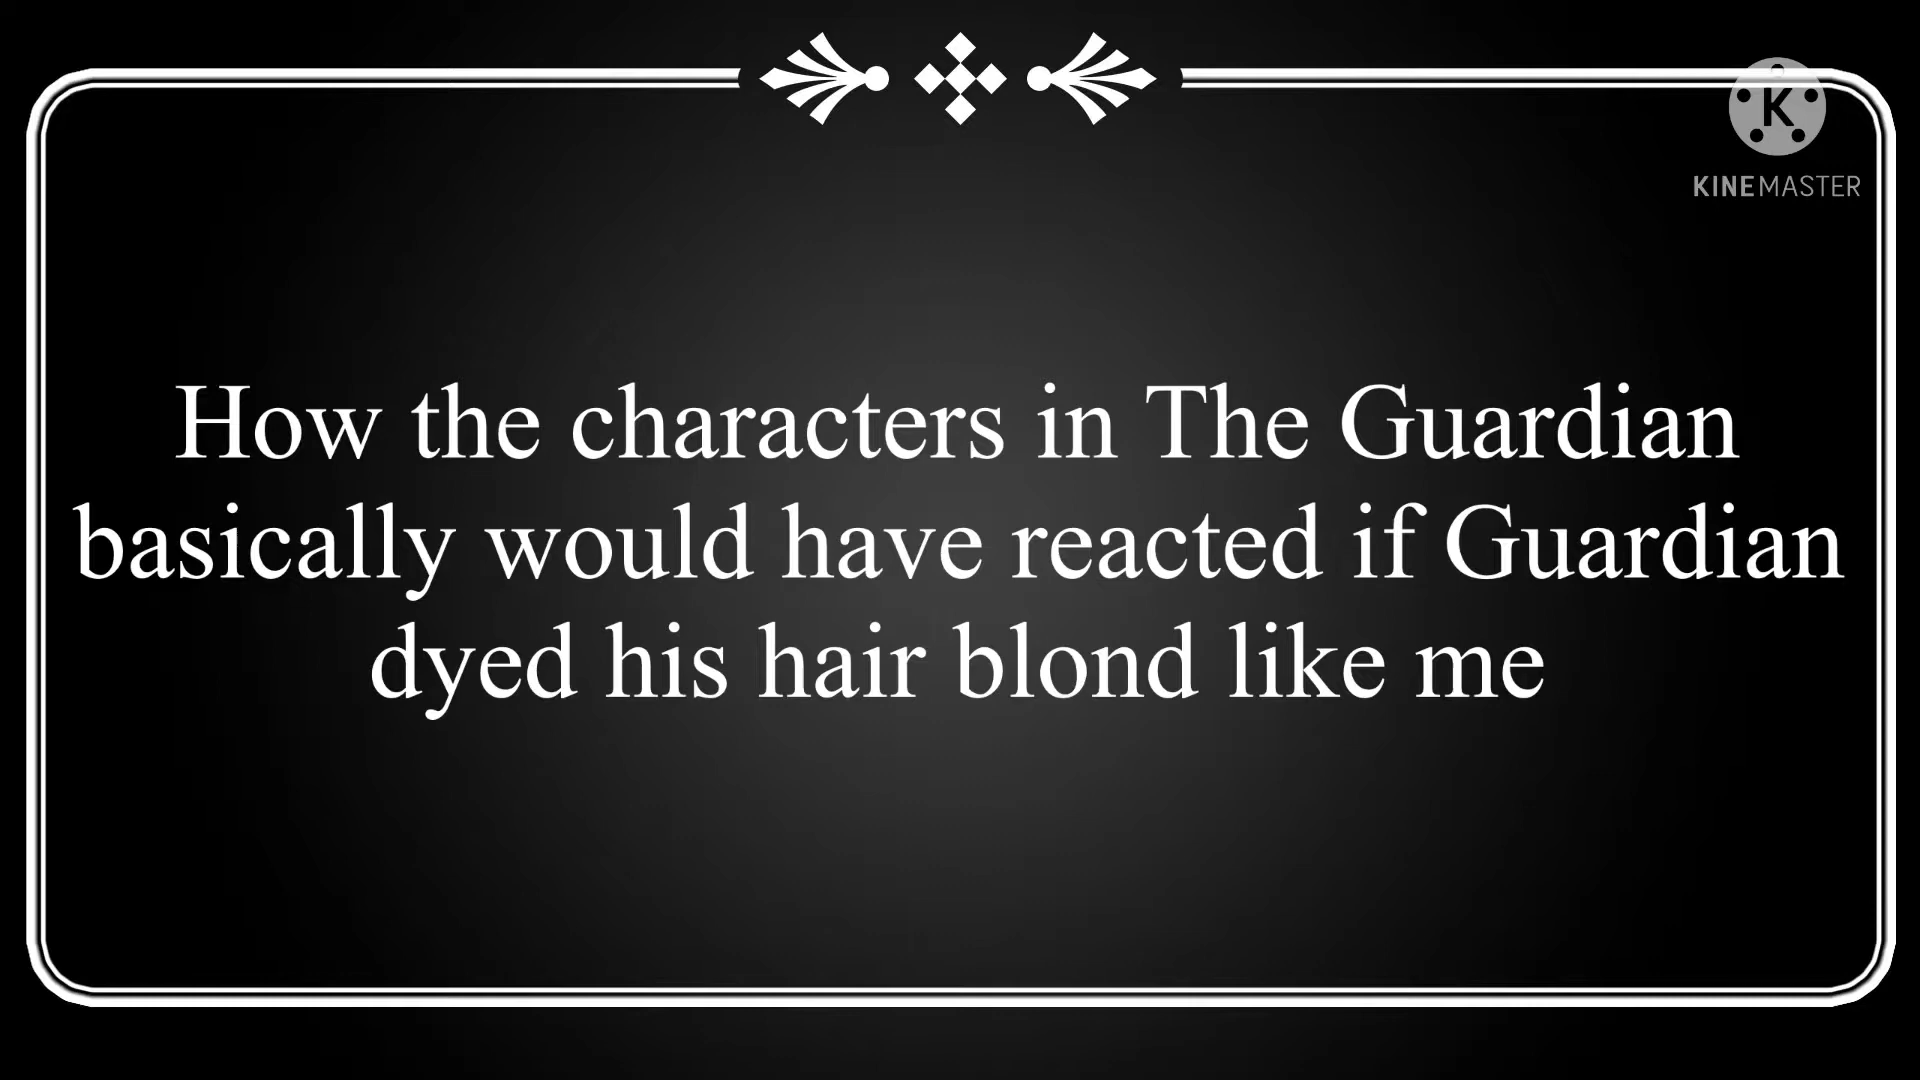 K
KINEMASTER
How the characters in The Guardian
basically would have reacted if Guardian
dyed his hair blond like me